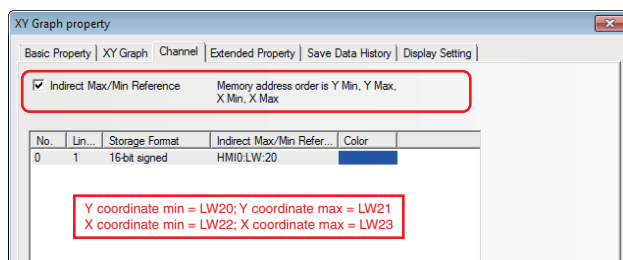 XY Graph property
Basic Property XY Graph Channel Extended Property Save Data History Display Setting
Indirect Max/Min Reference Memory address order is Y Min, Y Max,
X Min, X Max
No. Lin... Storage Format Indirect Max/Min Refer... Color
0 1 16-bit signed HMI0:LW:20
Y coordinate min = LW20; Y coordinate max = LW21
X coordinate min = LW22; X coordinate max = LW23